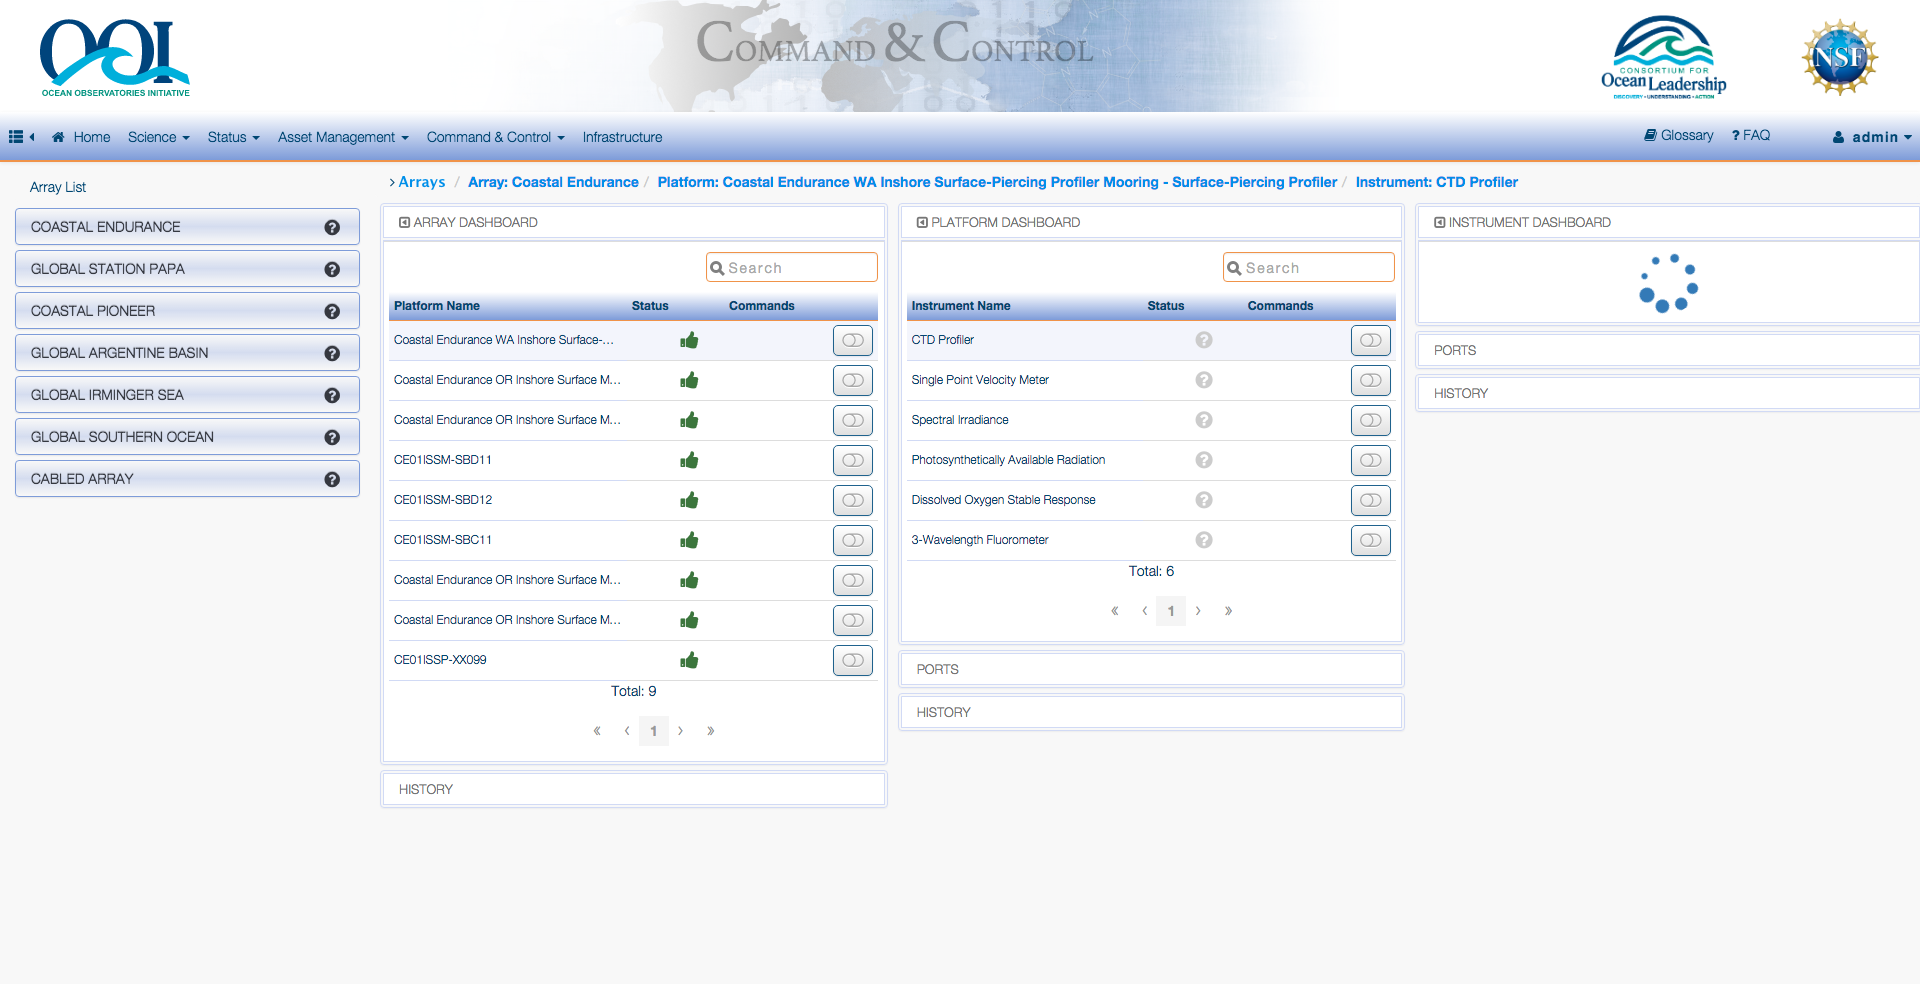 OOI
OCEAN OBSERVATORIES INITIATIVE
COMMAND & CONTROL
CONSORTIUM FOR
Ocean Leadership
DISCOVERY • UNDERSTANDING • ACTION
NSF
Home Science Status Asset Management Command & Control Infrastructure Glossary ? FAQ admin
Array List
COASTAL ENDURANCE ?
GLOBAL STATION PAPA ?
COASTAL PIONEER ?
GLOBAL ARGENTINE BASIN ?
GLOBAL IRMINGER SEA ?
GLOBAL SOUTHERN OCEAN ?
CABLED ARRAY ?
› Arrays / Array: Coastal Endurance / Platform: Coastal Endurance WA Inshore Surface-Piercing Profiler Mooring - Surface-Piercing Profiler / Instrument: CTD Profiler
ARRAY DASHBOARD
Search
Platform Name Status Commands
Coastal Endurance WA Inshore Surface-...
Coastal Endurance OR Inshore Surface M...
Coastal Endurance OR Inshore Surface M...
CE01ISSM-SBD11
CE01ISSM-SBD12
CE01ISSM-SBC11
Coastal Endurance OR Inshore Surface M...
Coastal Endurance OR Inshore Surface M...
CE01ISSP-XX099
Total: 9
« ‹ 1 › »
HISTORY
PLATFORM DASHBOARD
Search
Instrument Name Status Commands
CTD Profiler ?
Single Point Velocity Meter ?
Spectral Irradiance ?
Photosynthetically Available Radiation ?
Dissolved Oxygen Stable Response ?
3-Wavelength Fluorometer ?
Total: 6
« ‹ 1 › »
PORTS
HISTORY
INSTRUMENT DASHBOARD
PORTS
HISTORY